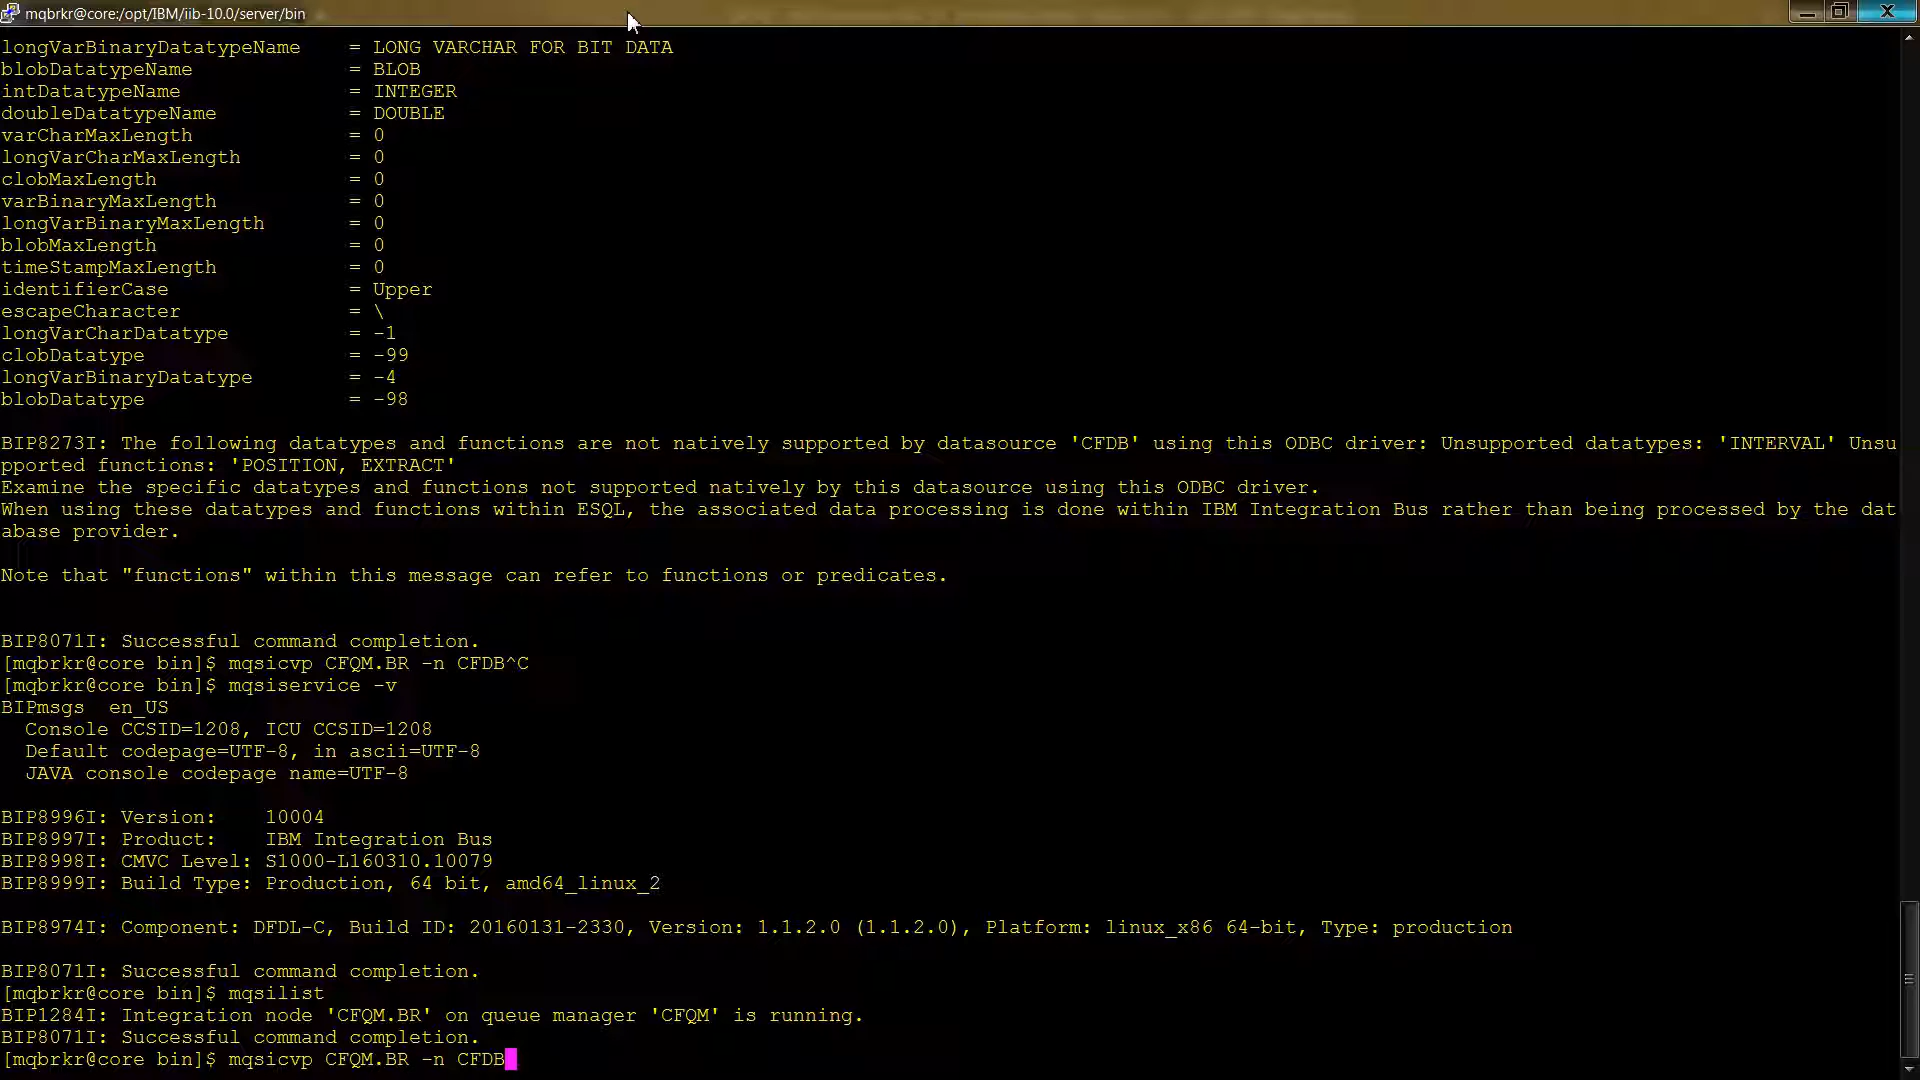 mqbrkr@core:/opt/IBM/iib-10.0/server/bin
longVarBinaryDatatypeName    = LONG VARCHAR FOR BIT DATA
blobDatatypeName             = BLOB
intDatatypeName              = INTEGER
doubleDatatypeName           = DOUBLE
varCharMaxLength             = 0
longVarCharMaxLength         = 0
clobMaxLength                = 0
varBinaryMaxLength           = 0
longVarBinaryMaxLength       = 0
blobMaxLength                = 0
timeStampMaxLength           = 0
identifierCase               = Upper
escapeCharacter              = \
longVarCharDatatype          = -1
clobDatatype                 = -99
longVarBinaryDatatype        = -4
blobDatatype                 = -98
BIP8273I: The following datatypes and functions are not natively supported by datasource 'CFDB' using this ODBC driver: Unsupported datatypes: 'INTERVAL' Unsu
pported functions: 'POSITION, EXTRACT'
Examine the specific datatypes and functions not supported natively by this datasource using this ODBC driver.
When using these datatypes and functions within ESQL, the associated data processing is done within IBM Integration Bus rather than being processed by the dat
abase provider.
Note that "functions" within this message can refer to functions or predicates.
BIP8071I: Successful command completion.
[mqbrkr@core bin]$ mqsicvp CFQM.BR -n CFDB^C
[mqbrkr@core bin]$ mqsiservice -v
BIPmsgs  en_US
  Console CCSID=1208, ICU CCSID=1208
  Default codepage=UTF-8, in ascii=UTF-8
  JAVA console codepage name=UTF-8
BIP8996I: Version:    10004
BIP8997I: Product:    IBM Integration Bus
BIP8998I: CMVC Level: S1000-L160310.10079
BIP8999I: Build Type: Production, 64 bit, amd64_linux_2
BIP8974I: Component: DFDL-C, Build ID: 20160131-2330, Version: 1.1.2.0 (1.1.2.0), Platform: linux_x86 64-bit, Type: production
BIP8071I: Successful command completion.
[mqbrkr@core bin]$ mqsilist
BIP1284I: Integration node 'CFQM.BR' on queue manager 'CFQM' is running.
BIP8071I: Successful command completion.
[mqbrkr@core bin]$ mqsicvp CFQM.BR -n CFDB